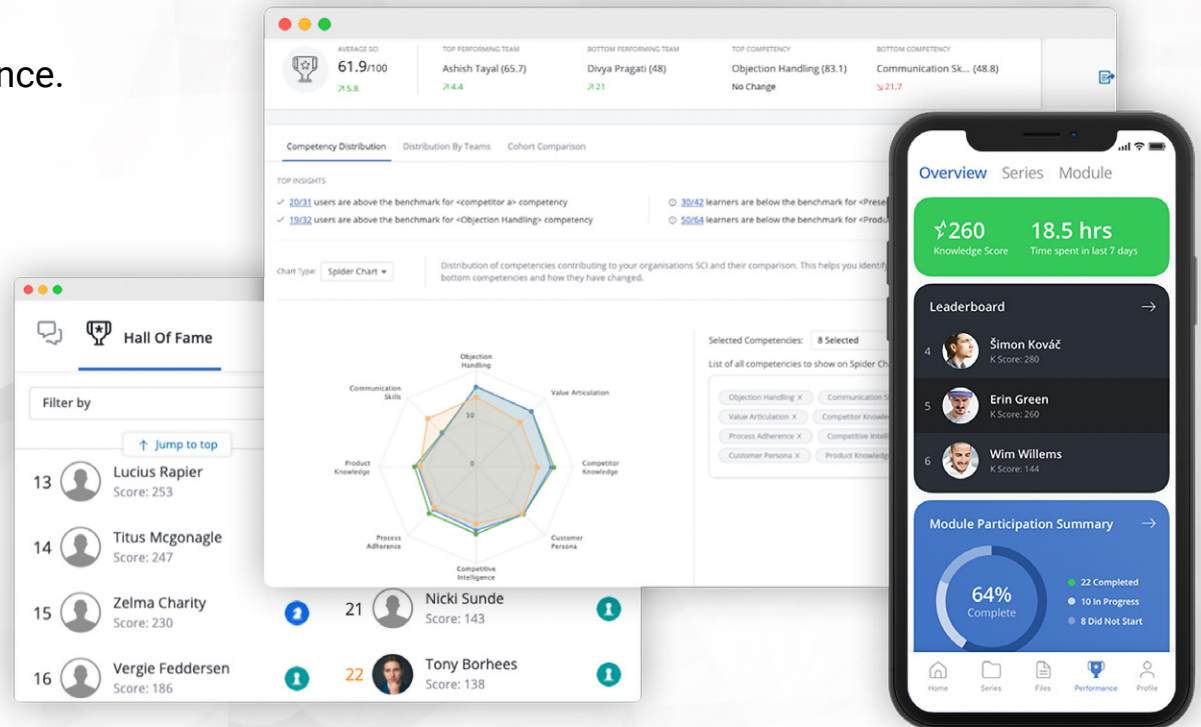 nce.
AVERAGE SCI
61.9/100
5.8
TOP PERFORMING TEAM
Ashish Tayal (65.7)
4.4
BOTTOM PERFORMING TEAM
Divya Pragati (48)
21
TOP COMPETENCY
Objection Handling (83.1)
No Change
BOTTOM COMPETENCY
Communication Sk... (48.8)
21.7
Competency Distribution Distribution By Teams Cohort Comparison
TOP INSIGHTS
20/31 users are above the benchmark for <competitor a> competency
19/32 users are above the benchmark for <Objection Handling> competency
30/42 learners are below the benchmark for <Prese
50/64 learners are below the benchmark for <Produ
Chart Type: Spider Chart
Distribution of competencies contributing to your organisations SCI and their comparison. This helps you identify
bottom competencies and how they have changed.
Objection
Handling
Value Articulation
Competitor
Knowledge
Customer
Persona
Competitive
Intelligence
Process
Adherence
Product
Knowledge
Communication
Skills
50
0
Selected Competencies: 8 Selected
List of all competencies to show on Spider Ch
Objection Handling X Communication S
Value Articulation X Competitor Knowle
Process Adherence X Competitive Intelli
Customer Persona X Product Knowledge
Hall Of Fame
Filter by
↑ Jump to top
13 Lucius Rapier
Score: 253
14 Titus Mcgonagle
Score: 247
15 Zelma Charity
Score: 230
16 Vergie Feddersen
Score: 186
21 Nicki Sunde
Score: 143
22 Tony Borhees
Score: 138
Overview Series Module
260
Knowledge Score
18.5 hrs
Time spent in last 7 days
Leaderboard →
4 Šimon Kováč
K Score: 280
5 Erin Green
K Score: 260
6 Wim Willems
K Score: 144
Module Participation Summary →
64%
Complete
22 Completed
10 In Progress
8 Did Not Start
Home Series Files Performance Profile